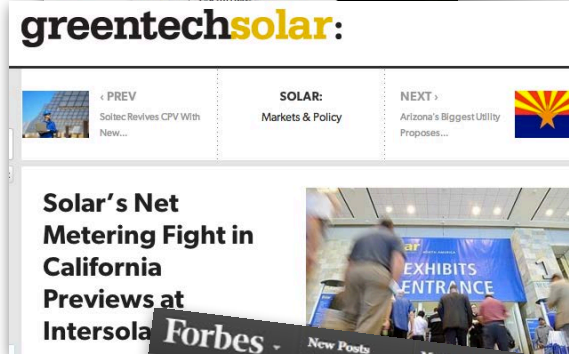 greentechsolar:
‹ PREV
Soitec Revives CPV With
New...
SOLAR:
Markets & Policy
NEXT ›
Arizona's Biggest Utility
Proposes...
Solar's Net
Metering Fight in
California
Previews at
Intersola
ar
EXHIBITS
ENTRANCE
Forbes
New Posts